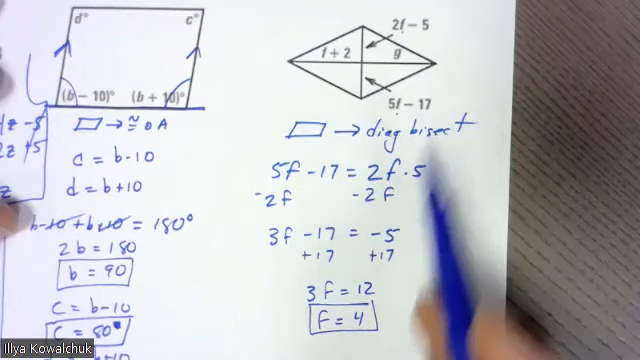 d°
c°
(b − 10)°
(b + 10)°
▱ → ≅ o A
c = b-10
d = b+10
b-10 + b+10 = 180°
2b = 180
b = 90
c = b-10
c = 80°
2f − 5
f + 2
g
5f − 17
▱ → diag bisect
5f -17 = 2f - 5
-2f -2f
3f -17 = -5
+17 +17
3f = 12
f = 4
Illya Kowalchuk